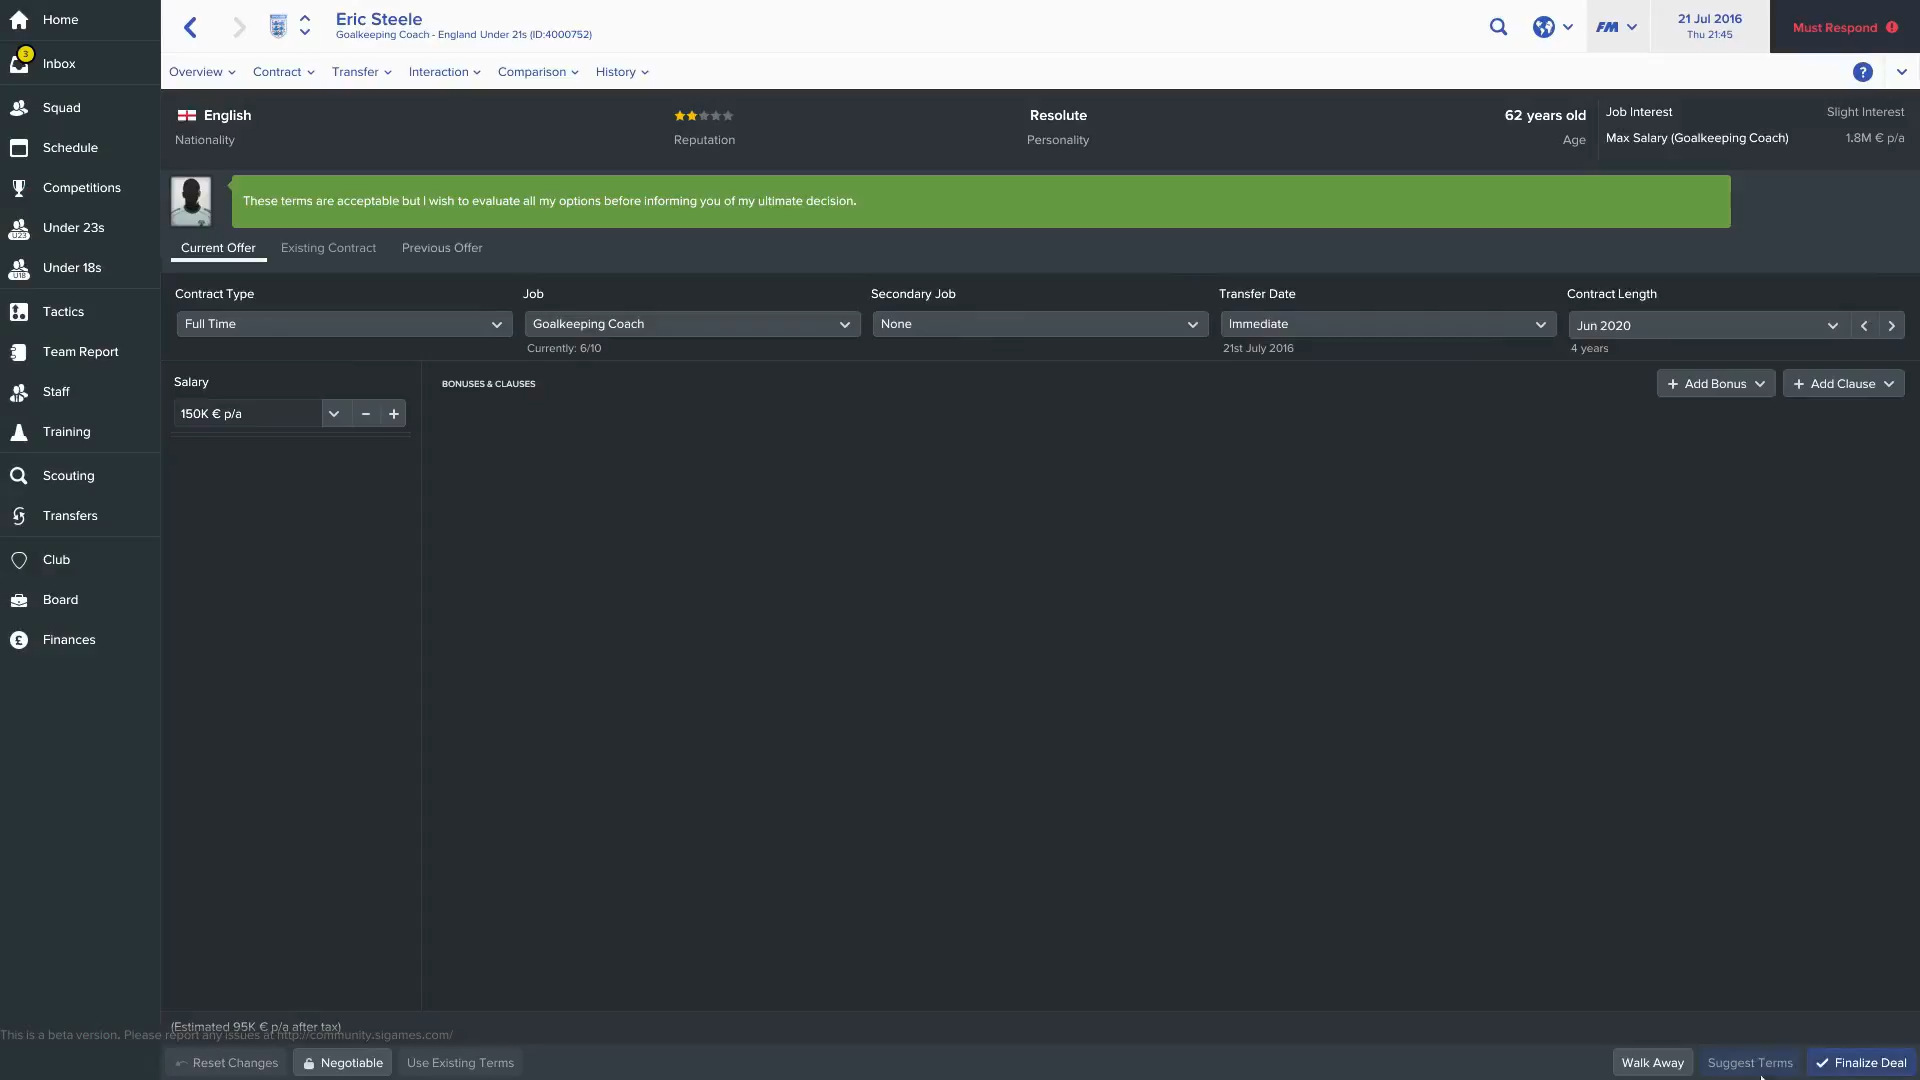 Home
3
Inbox
Squad
Schedule
Competitions
U23
Under 23s
U18
Under 18s
Tactics
Team Report
Staff
Training
Scouting
Transfers
Club
Board
£
Finances
Eric Steele
Goalkeeping Coach - England Under 21s (ID:4000752)
FM
21 Jul 2016
Thu 21:45
Must Respond
Overview
Contract
Transfer
Interaction
Comparison
History
?
English
Nationality
Reputation
Resolute
Personality
62 years old
Age
Job Interest
Slight Interest
Max Salary (Goalkeeping Coach)
1.8M € p/a
These terms are acceptable but I wish to evaluate all my options before informing you of my ultimate decision.
Current Offer
Existing Contract
Previous Offer
Contract Type
Full Time
Job
Goalkeeping Coach
Currently: 6/10
Secondary Job
None
Transfer Date
Immediate
21st July 2016
Contract Length
Jun 2020
4 years
Salary
150K € p/a
BONUSES & CLAUSES
Add Bonus
Add Clause
(Estimated 95K € p/a after tax)
This is a beta version. Please report any issues at http://community.sigames.com/
Reset Changes
Negotiable
Use Existing Terms
Walk Away
Suggest Terms
Finalize Deal